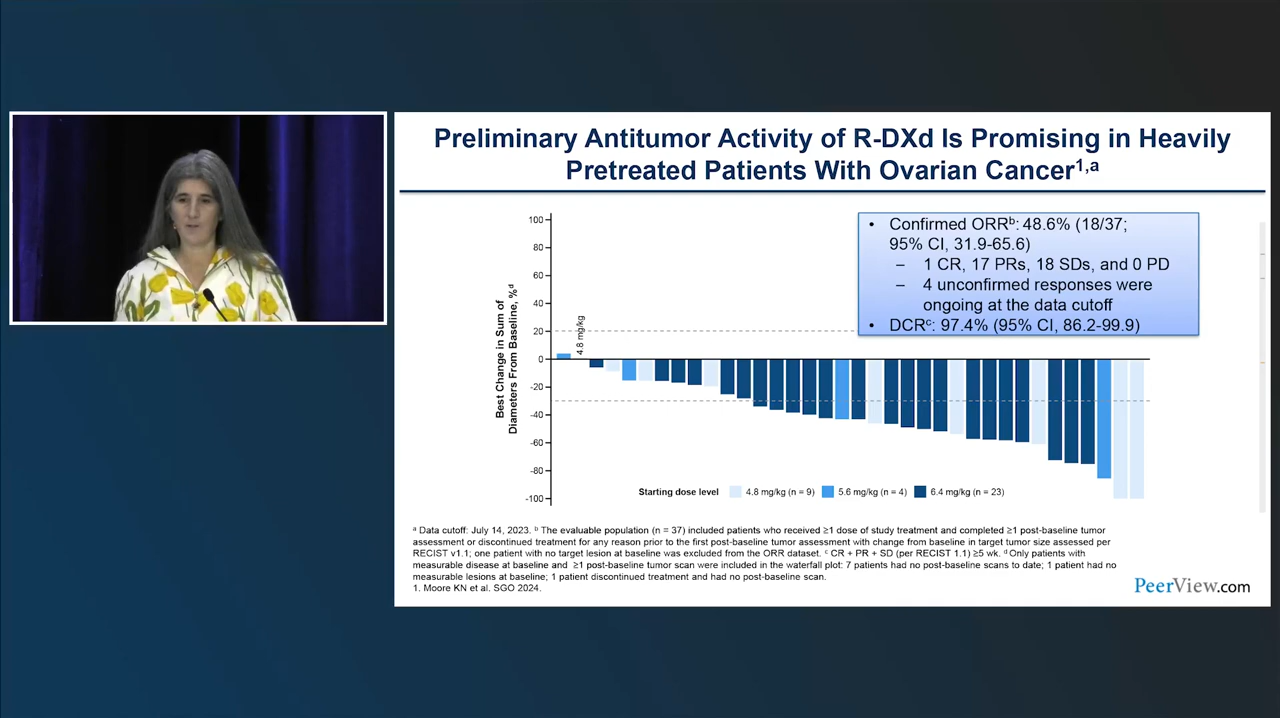 Preliminary Antitumor Activity of R-DXd Is Promising in Heavily
Pretreated Patients With Ovarian Cancer1,a
Best Change in Sum of
Diameters From Baseline, %d
100
80
60
40
20
0
-20
-40
-60
-80
-100
4.8 mg/kg
• Confirmed ORRb: 48.6% (18/37;
95% CI, 31.9-65.6)
– 1 CR, 17 PRs, 18 SDs, and 0 PD
– 4 unconfirmed responses were
ongoing at the data cutoff
• DCRc: 97.4% (95% CI, 86.2-99.9)
Starting dose level 4.8 mg/kg (n = 9) 5.6 mg/kg (n = 4) 6.4 mg/kg (n = 23)
a Data cutoff: July 14, 2023. b The evaluable population (n = 37) included patients who received ≥1 dose of study treatment and completed ≥1 post-baseline tumor
assessment or discontinued treatment for any reason prior to the first post-baseline tumor assessment with change from baseline in target tumor size assessed per
RECIST v1.1; one patient with no target lesion at baseline was excluded from the ORR dataset. c CR + PR + SD (per RECIST 1.1) ≥5 wk. d Only patients with
measurable disease at baseline and ≥1 post-baseline tumor scan were included in the waterfall plot: 7 patients had no post-baseline scans to date; 1 patient had no
measurable lesions at baseline; 1 patient discontinued treatment and had no post-baseline scan.
1. Moore KN et al. SGO 2024.
PeerView.com